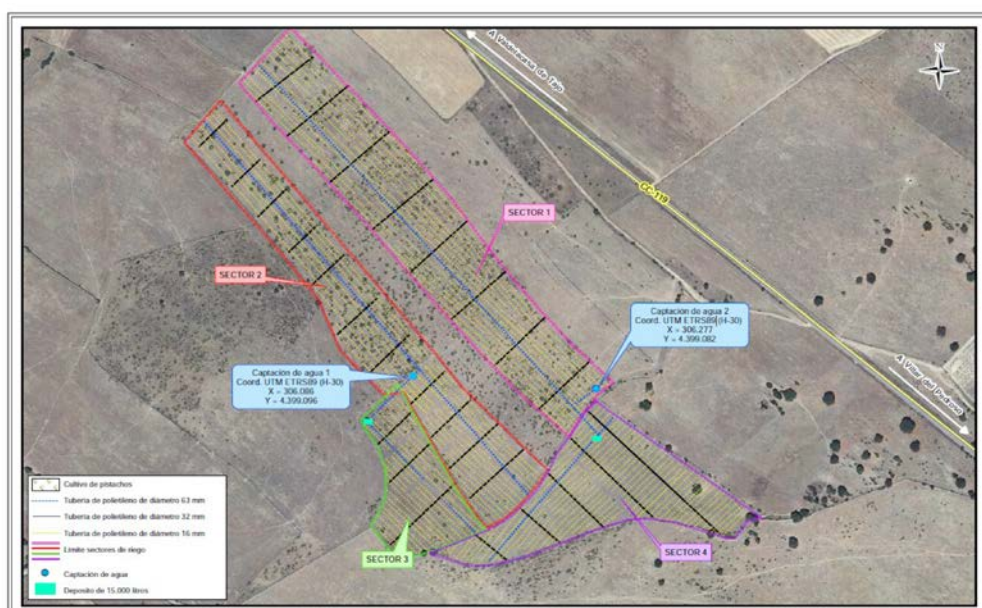 A Valdecañas de Tajo
N
CC-119
SECTOR 1
SECTOR 2
Captación de agua 2
Coord. UTM ETRS89 (H-30)
X = 306.277
Y = 4.399.082
Captación de agua 1
Coord. UTM ETRS89 (H-30)
X = 306.086
Y = 4.399.096
A Villar del Pedroso
SECTOR 3
SECTOR 4
Cultivo de pistachos
Tubería de polietileno de diámetro 63 mm
Tubería de polietileno de diámetro 32 mm
Tubería de polietileno de diámetro 16 mm
Límite sectores de riego
Captación de agua
Deposito de 15.000 litros